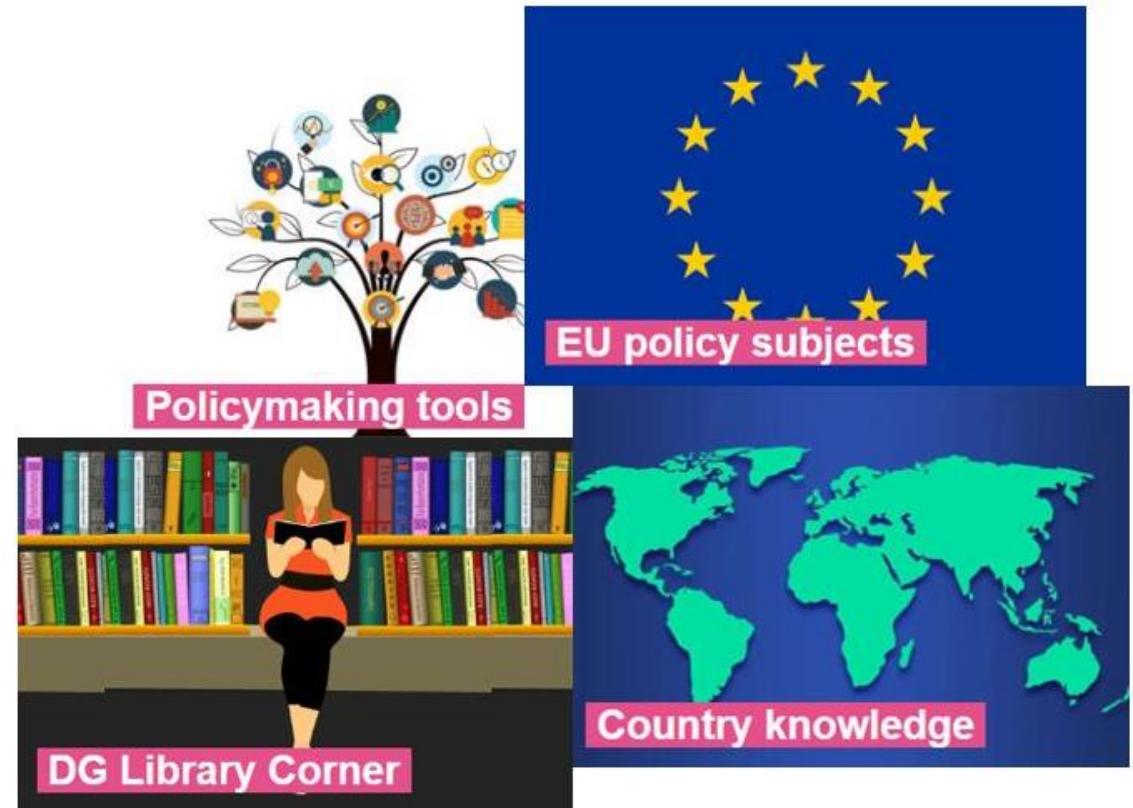 EU policy subjects
Policymaking tools
Country knowledge
DG Library Corner